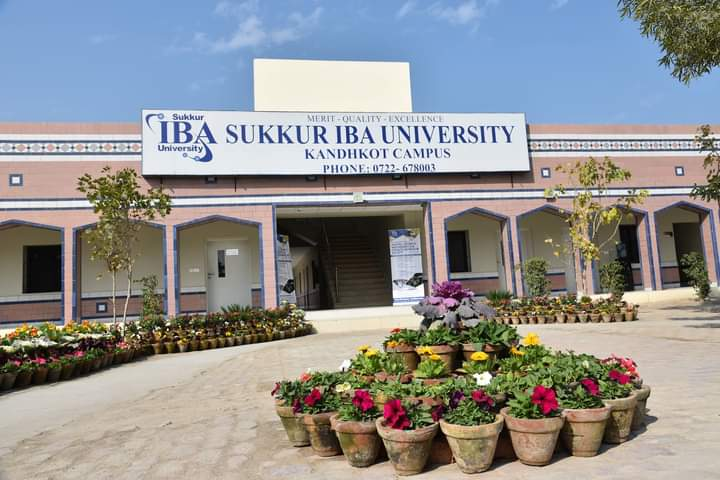 MERIT - QUALITY - EXCELLENCE
Sukkur
IBA
University
SUKKUR IBA UNIVERSITY
KANDHKOT CAMPUS
PHONE: 0722- 678003